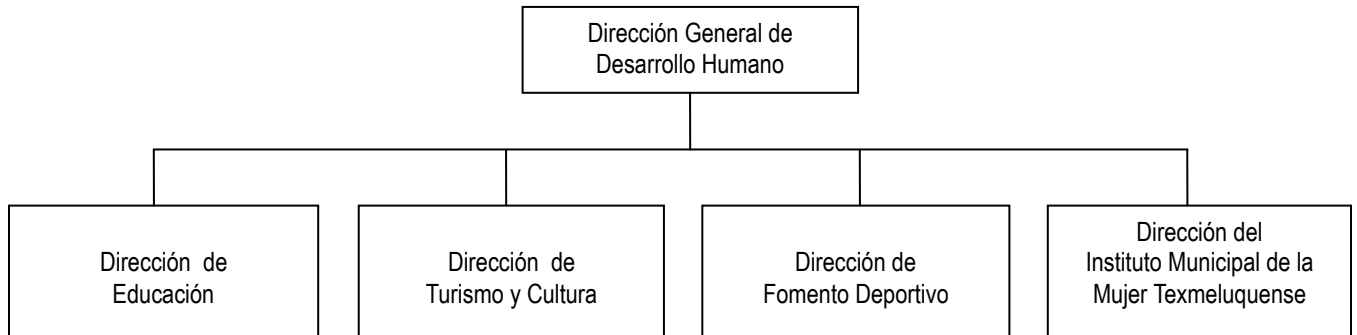 Dirección General de
Desarrollo Humano
Dirección de
Educación
Dirección de
Turismo y Cultura
Dirección de
Fomento Deportivo
Dirección del
Instituto Municipal de la
Mujer Texmeluquense